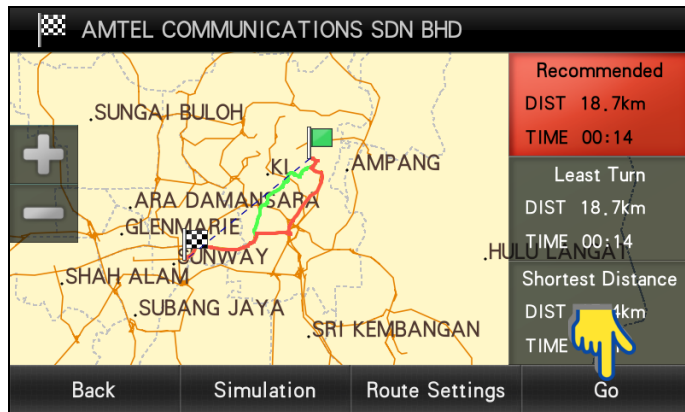 AMTEL COMMUNICATIONS SDN BHD
Recommended
DIST 18.7km
TIME 00:14
Least Turn
DIST 18.7km
TIME 00:14
Shortest Distance
DIST 4km
TIME
.SUNGAI BULOH
.KL
.AMPANG
.ARA DAMANSARA
.GLENMARIE
.SUNWAY
.SHAH ALAM
.SUBANG JAYA
.SRI KEMBANGAN
.HULU LANGAT
Back
Simulation
Route Settings
Go